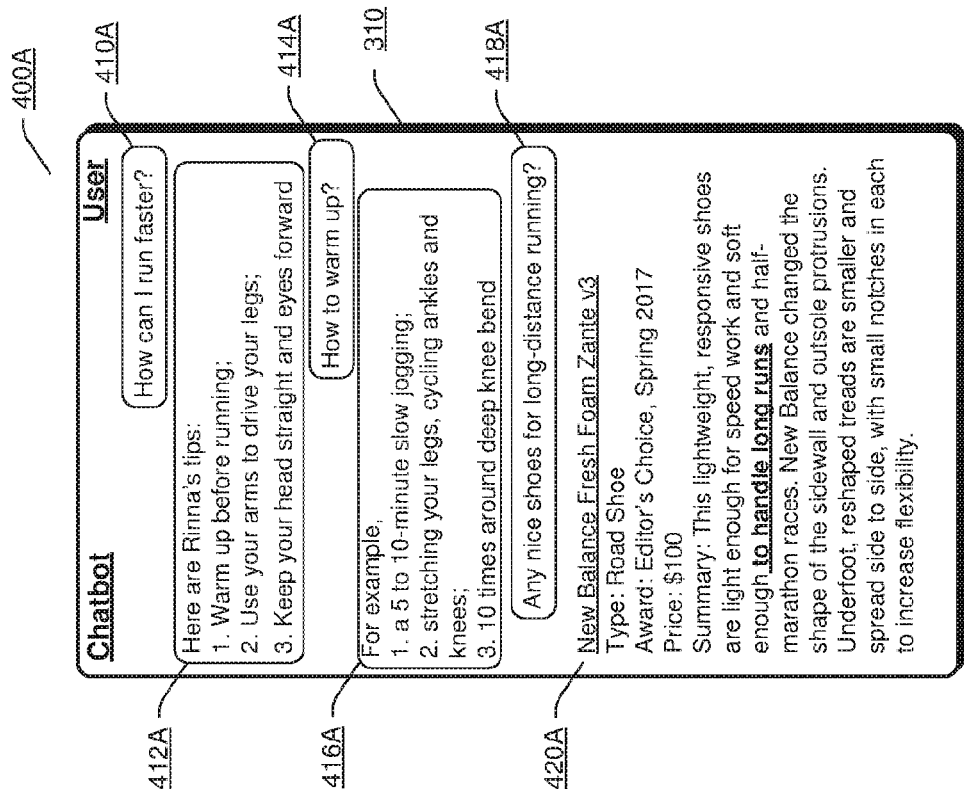 400A
Chatbot
User
How can I run faster?
410A
412A
Here are Rinna's tips:
1. Warm up before running;
2. Use your arms to drive your legs;
3. Keep your head straight and eyes forward
How to warm up?
414A
310
416A
For example,
1. a 5 to 10-minute slow jogging;
2. stretching your legs, cycling ankles and
knees;
3. 10 times around deep knee bend
Any nice shoes for long-distance running?
418A
420A
New Balance Fresh Foam Zante v3
Type: Road Shoe
Award: Editor's Choice, Spring 2017
Price: $100
Summary: This lightweight, responsive shoes
are light enough for speed work and soft
enough to handle long runs and half-
marathon races. New Balance changed the
shape of the sidewall and outsole protrusions.
Underfoot, reshaped treads are smaller and
spread side to side, with small notches in each
to increase flexibility.